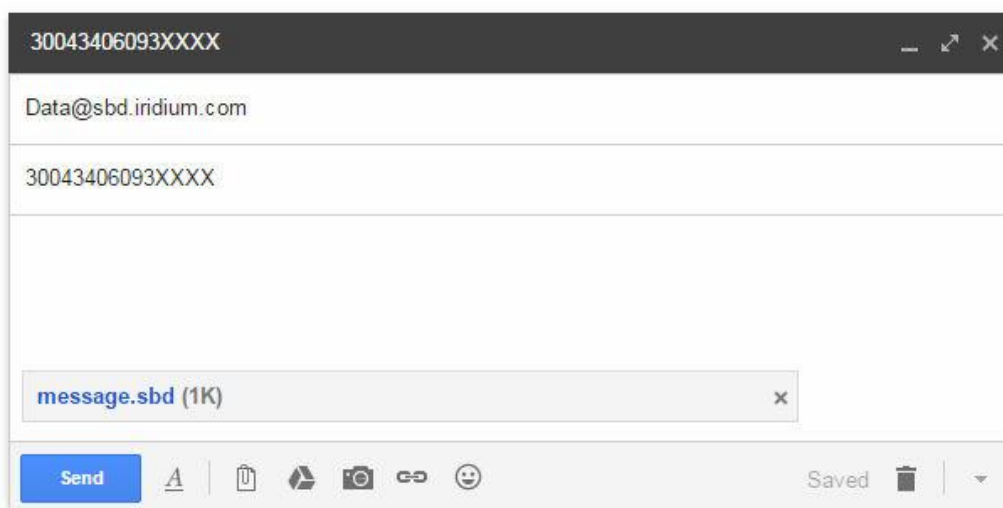 30043406093XXXX
Data@sbd.iridium.com
30043406093XXXX
message.sbd (1K)
Send
A
Saved